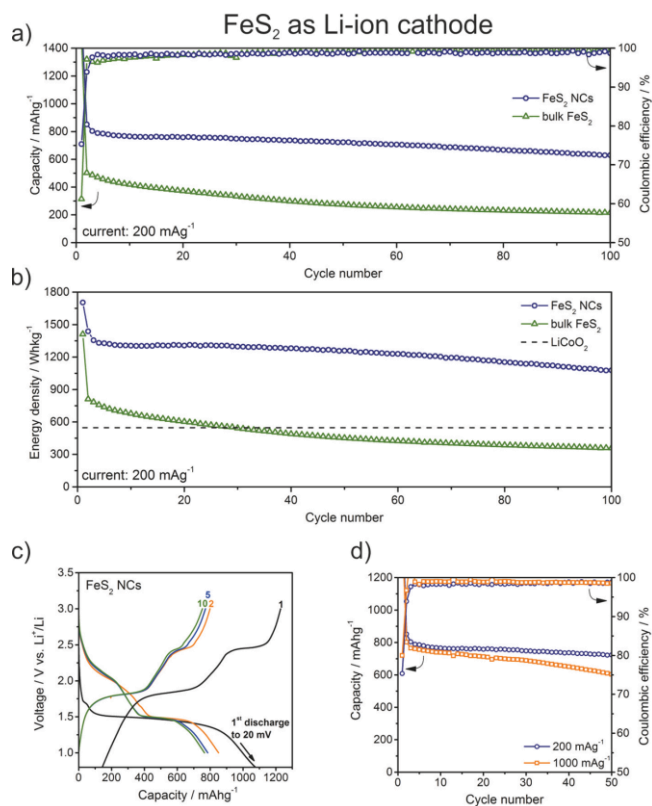 FeS₂ as Li-ion cathode
a)
1400
1200
1000
800
600
400
200
0
Capacity / mAhg⁻¹
100
90
80
70
60
50
Coulombic efficiency / %
FeS₂ NCs
bulk FeS₂
current: 200 mAg⁻¹
0
20
40
60
80
100
Cycle number
b)
1800
1500
1200
900
600
300
0
Energy density / Whkg⁻¹
FeS₂ NCs
bulk FeS₂
LiCoO₂
current: 200 mAg⁻¹
0
20
40
60
80
100
Cycle number
c)
FeS₂ NCs
3.5
3.0
2.5
2.0
1.5
1.0
Voltage / V vs. Li⁺/Li
5
10 2
1
1st discharge
to 20 mV
0 200 400 600 800 1000 1200
Capacity / mAhg⁻¹
d)
1200
1000
800
600
400
200
0
Capacity / mAhg⁻¹
100
90
80
70
60
50
Coulombic efficiency / %
200 mAg⁻¹
1000 mAg⁻¹
0 10 20 30 40 50
Cycle number